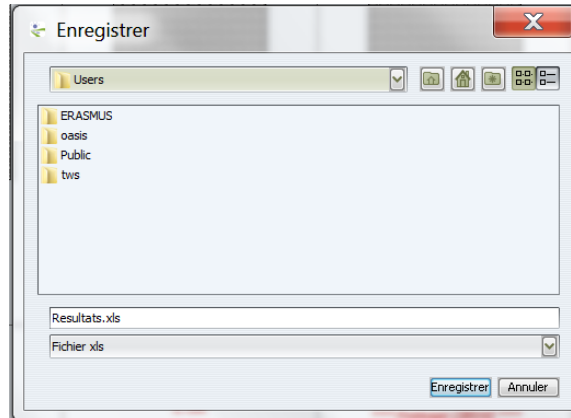 Enregistrer
Users
ERASMUS
oasis
Public
tws
Resultats.xls
Fichier xls
Enregistrer Annuler